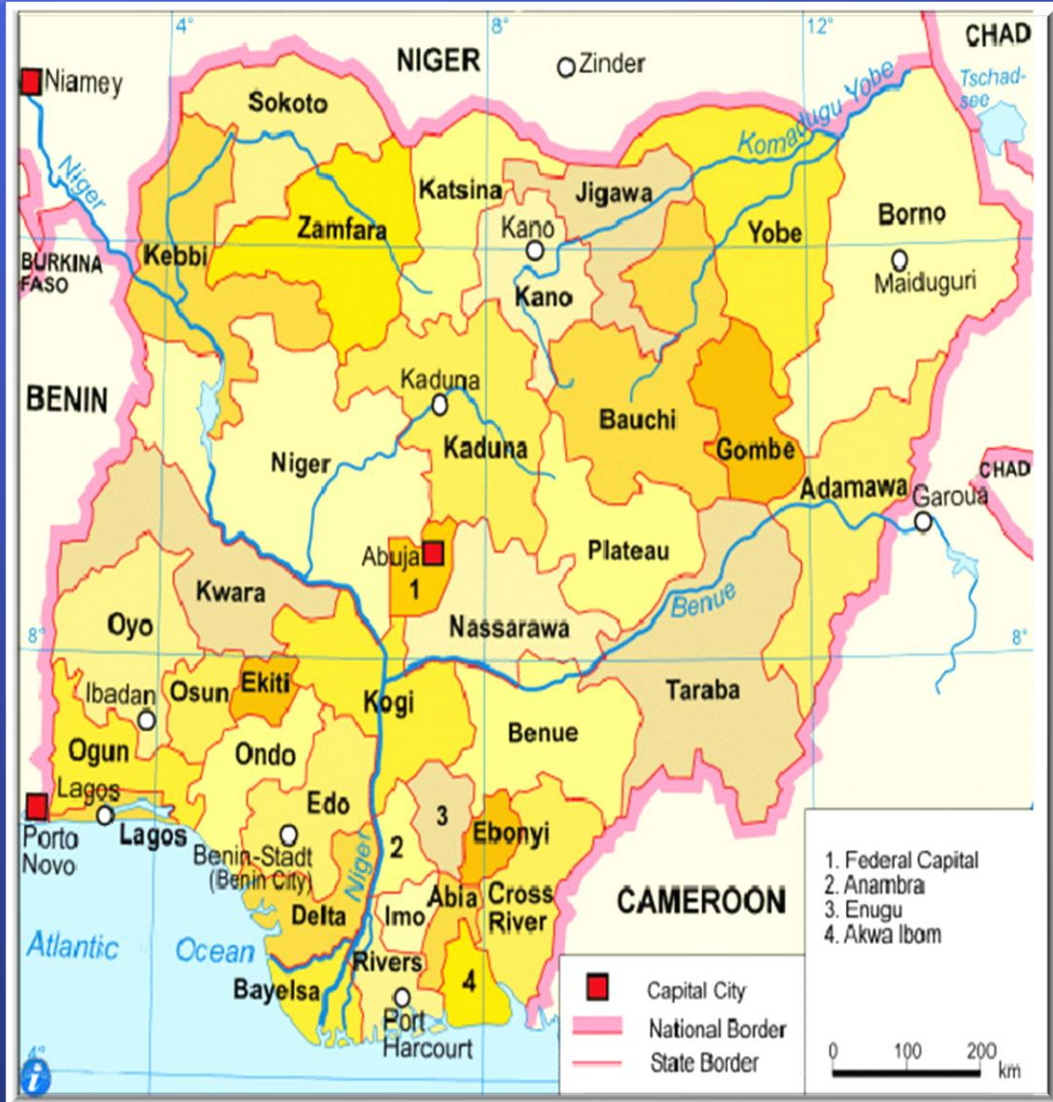 4°
8°
12°
CHAD
NIGER
Zinder
Tschad-
see
Niamey
Sokoto
Komadugu Yobe
Niger
Katsina
Jigawa
Zamfara
Kano
Yobe
Borno
Kebbi
BURKINA
FASO
Maiduguri
Kano
Kaduna
BENIN
Bauchi
Kaduna
Gombe
Niger
CHAD
Adamawa
Garoua
Abuja
Plateau
1
Kwara
Benue
Oyo
Nassarawa
8°
8°
Ekiti
Osun
Taraba
Ibadan
Kogi
Benue
Ogun
Ondo
Lagos
Edo
3
Ebonyi
Porto
Novo
Lagos
2
Benin-Stadt
(Benin City)
Niger
Abia
Cross
River
CAMEROON
Imo
Delta
Atlantic Ocean
Rivers
Bayelsa
4
Port
Harcourt
4°
i
1. Federal Capital
2. Anambra
3. Enugu
4. Akwa Ibom
Capital City
National Border
State Border
0 100 200
km